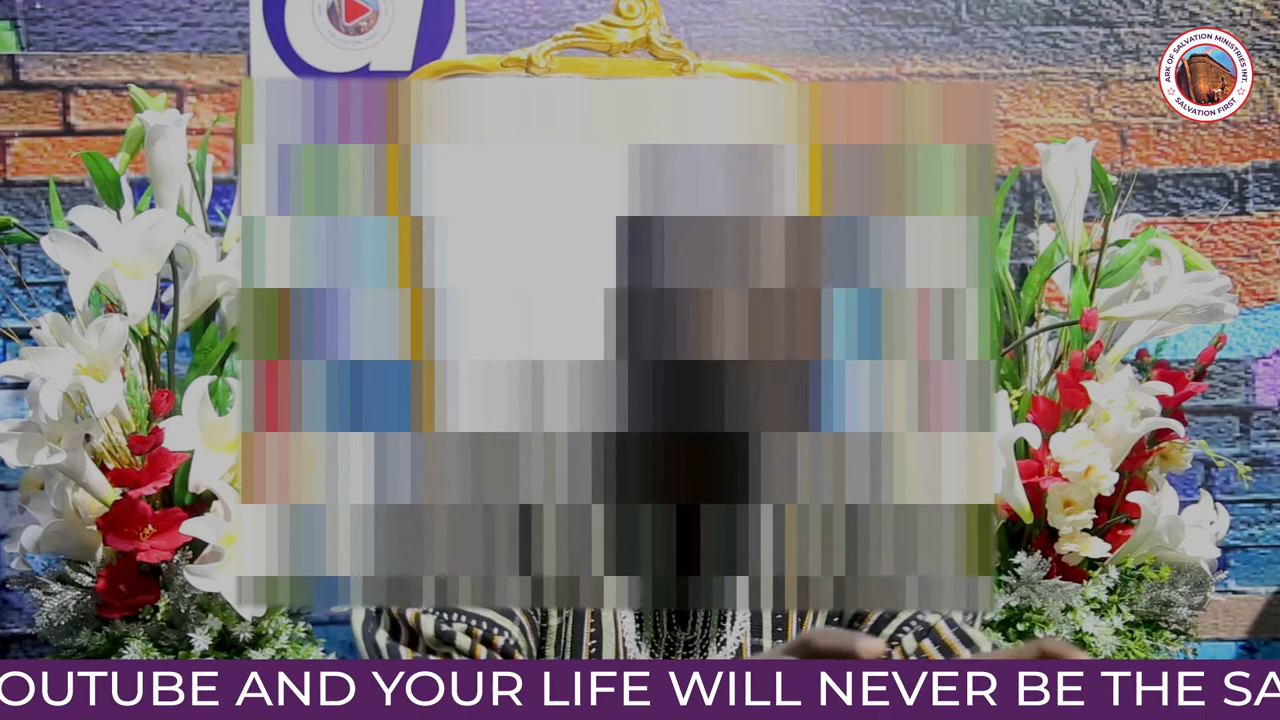 ARK OF SALVATION MINISTRIES INT.
SALVATION FIRST
OUTUBE AND YOUR LIFE WILL NEVER BE THE SA